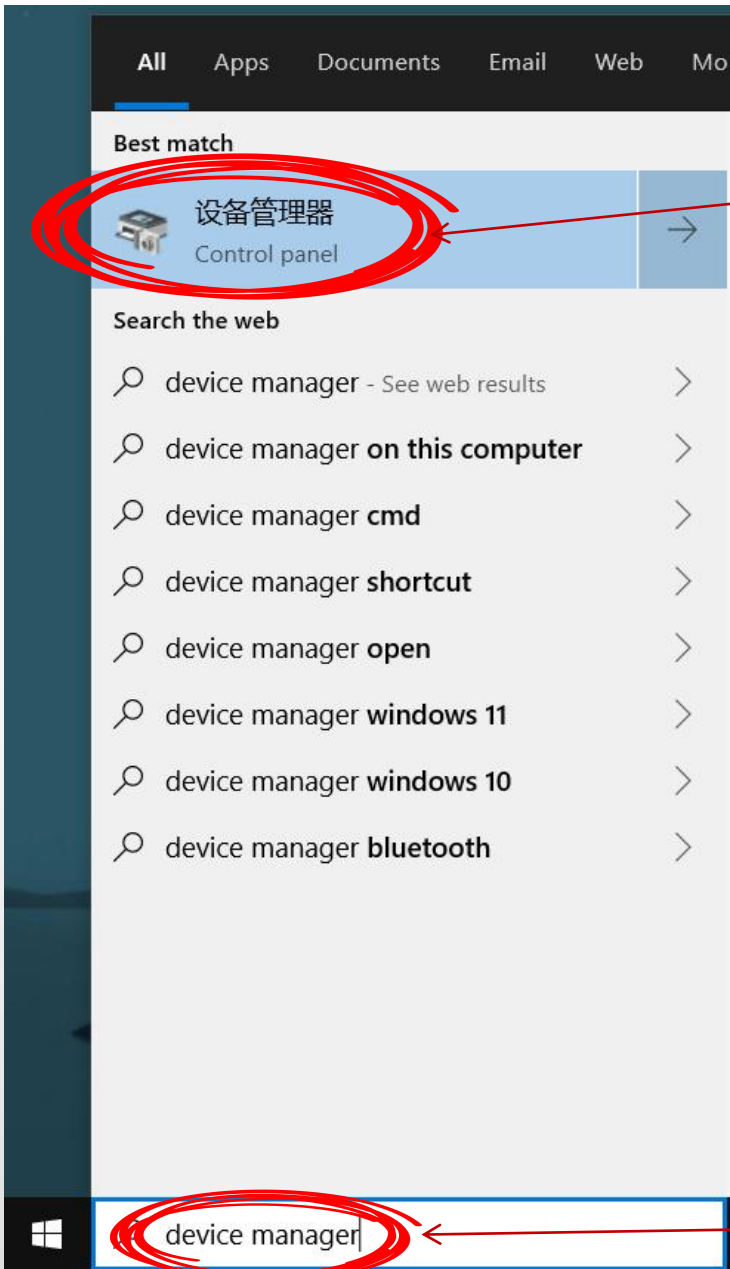 All Apps Documents Email Web Mo
Best match
设备管理器
Control panel
Search the web
device manager - See web results
device manager on this computer
device manager cmd
device manager shortcut
device manager open
device manager windows 11
device manager windows 10
device manager bluetooth
device manager